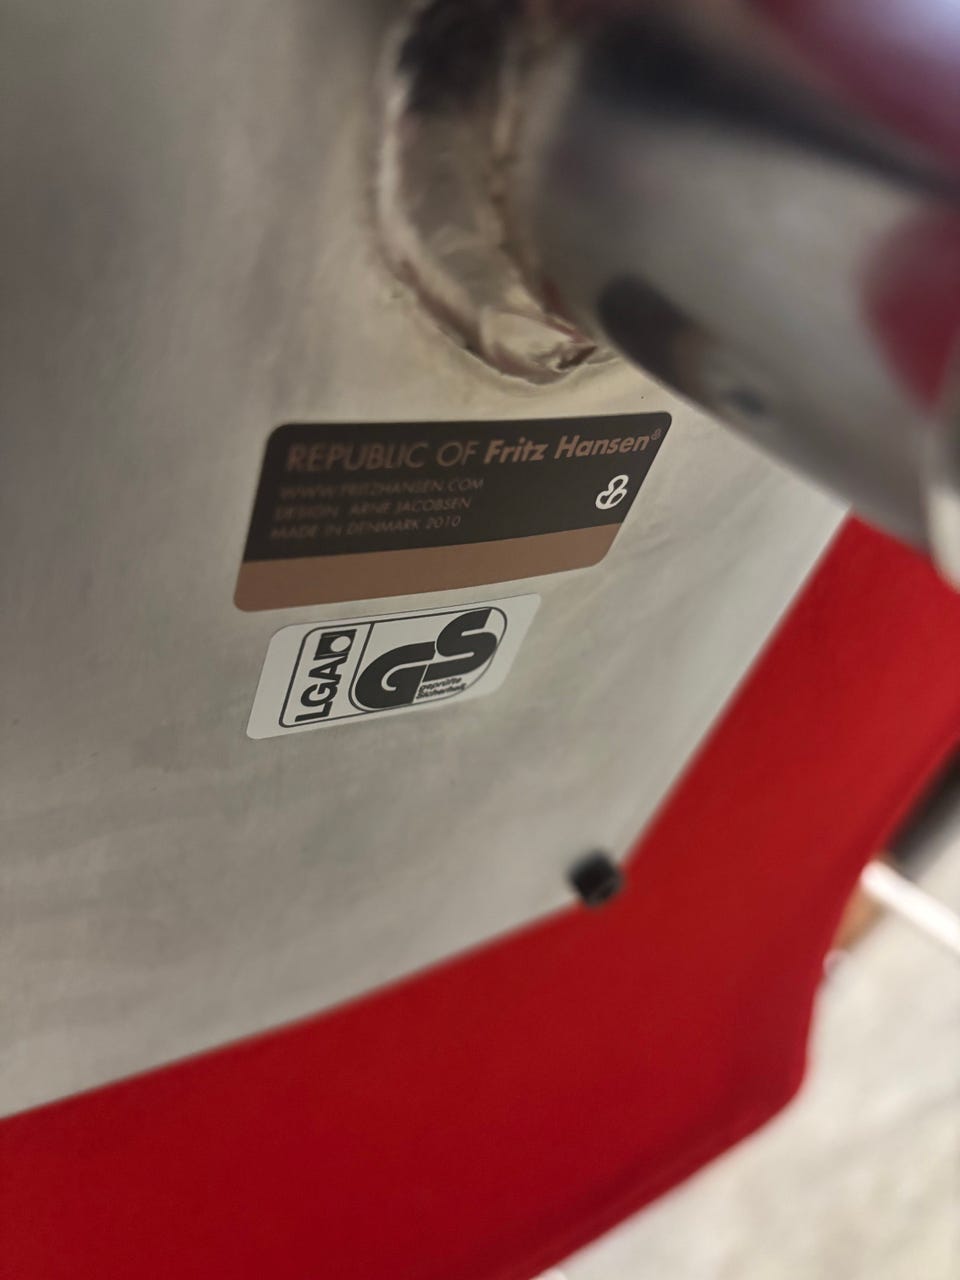 REPUBLIC OF Fritz Hansen®
WWW.FRITZHANSEN.COM
DESIGN: ARNE JACOBSEN
MADE IN DENMARK 2010
LGA
GS
geprüfte
Sicherheit